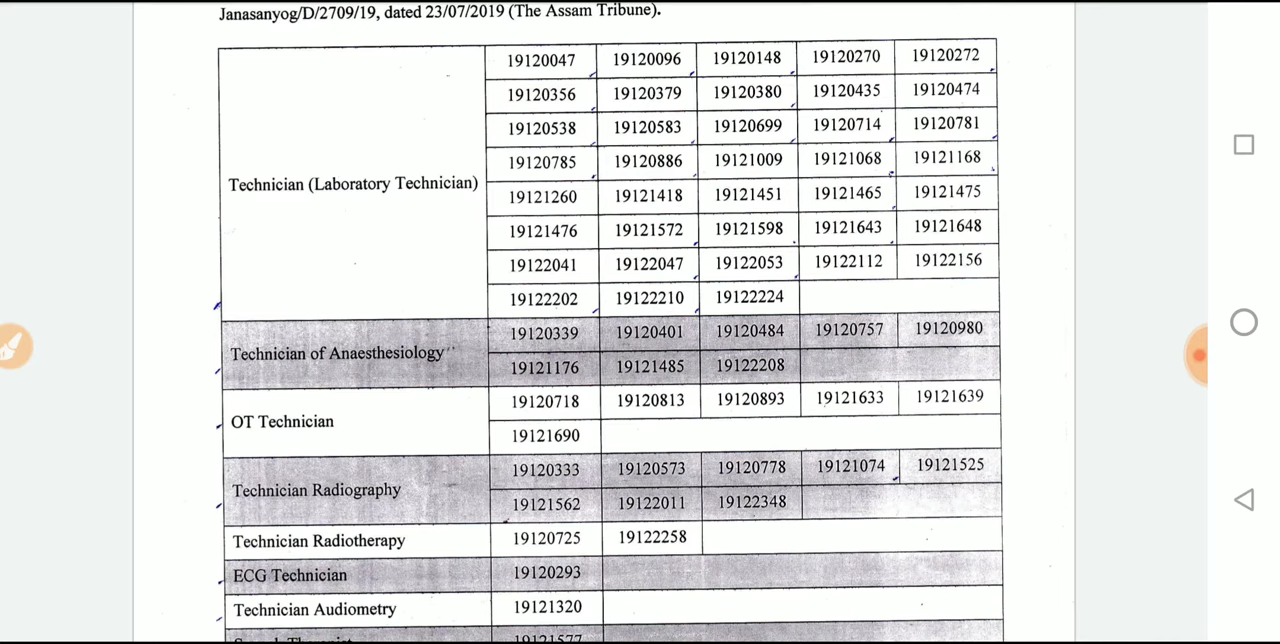 Janasanyog/D/2709/19, dated 23/07/2019 (The Assam Tribune).
Technician (Laboratory Technician)
19120047 19120096 19120148 19120270 19120272
19120356 19120379 19120380 19120435 19120474
19120538 19120583 19120699 19120714 19120781
19120785 19120886 19121009 19121068 19121168
19121260 19121418 19121451 19121465 19121475
19121476 19121572 19121598 19121643 19121648
19122041 19122047 19122053 19122112 19122156
19122202 19122210 19122224
Technician of Anaesthesiology
19120339 19120401 19120484 19120757 19120980
19121176 19121485 19122208
OT Technician
19120718 19120813 19120893 19121633 19121639
19121690
Technician Radiography
19120333 19120573 19120778 19121074 19121525
19121562 19122011 19122348
Technician Radiotherapy 19120725 19122258
ECG Technician 19120293
Technician Audiometry 19121320
19121577